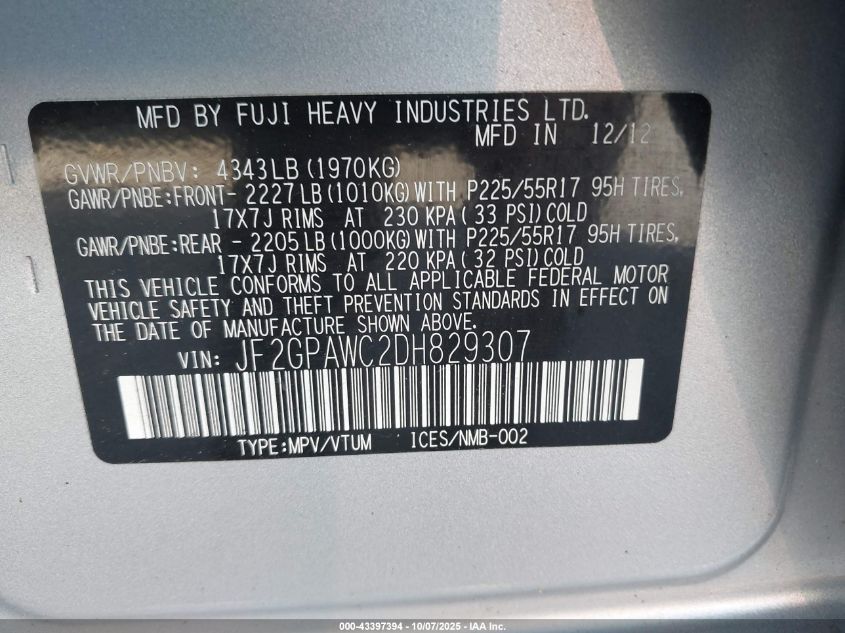 MFD BY FUJI HEAVY INDUSTRIES LTD.
MFD IN 12/12
GVWR/PNBV: 4343LB(1970KG)
GAWR/PNBE:FRONT- 2227LB(1010KG)WITH P225/55R17 95H TIRES,
17X7J RIMS AT 230 KPA(33 PSI)COLD
GAWR/PNBE:REAR - 2205LB(1000KG)WITH P225/55R17 95H TIRES,
17X7J RIMS AT 220 KPA(32 PSI)COLD
THIS VEHICLE CONFORMS TO ALL APPLICABLE FEDERAL MOTOR
VEHICLE SAFETY AND THEFT PREVENTION STANDARDS IN EFFECT ON
THE DATE OF MANUFACTURE SHOWN ABOVE.
VIN: JF2GPAWC2DH829307
TYPE:MPV/VTUM ICES/NMB-002
000-43397394 - 10/07/2025 - IAA Inc.